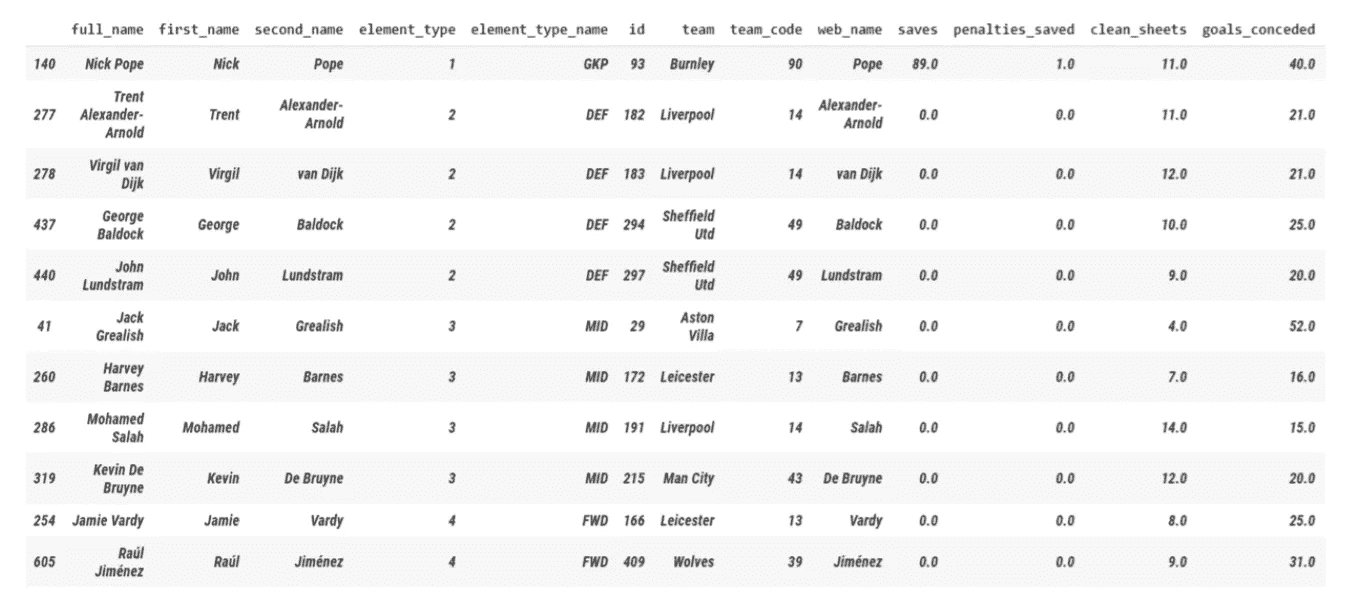 full_name first_name second_name element_type element_type_name id team team_code web_name saves penalties_saved clean_sheets goals_conceded
140 Nick Pope Nick Pope 1 GKP 93 Burnley 90 Pope 89.0 1.0 11.0 40.0
Trent
Alexander-
Arnold
277 Trent Alexander-
Arnold 2 DEF 182 Liverpool 14 Alexander-
Arnold 0.0 0.0 11.0 21.0
Virgil van
Dijk
278 Virgil van Dijk 2 DEF 183 Liverpool 14 van Dijk 0.0 0.0 12.0 21.0
George
Baldock
437 George Baldock 2 DEF 294 Sheffield
Utd 49 Baldock 0.0 0.0 10.0 25.0
John
Lundstram
440 John Lundstram 2 DEF 297 Sheffield
Utd 49 Lundstram 0.0 0.0 9.0 20.0
Jack
Grealish
41 Jack Grealish 3 MID 29 Aston
Villa 7 Grealish 0.0 0.0 4.0 52.0
Harvey
Barnes
260 Harvey Barnes 3 MID 172 Leicester 13 Barnes 0.0 0.0 7.0 16.0
Mohamed
Salah
286 Mohamed Salah 3 MID 191 Liverpool 14 Salah 0.0 0.0 14.0 15.0
Kevin De
Bruyne
319 Kevin De Bruyne 3 MID 215 Man City 43 De Bruyne 0.0 0.0 12.0 20.0
254 Jamie Vardy Jamie Vardy 4 FWD 166 Leicester 13 Vardy 0.0 0.0 8.0 25.0
Raúl
Jiménez
605 Raúl Jiménez 4 FWD 409 Wolves 39 Jiménez 0.0 0.0 9.0 31.0